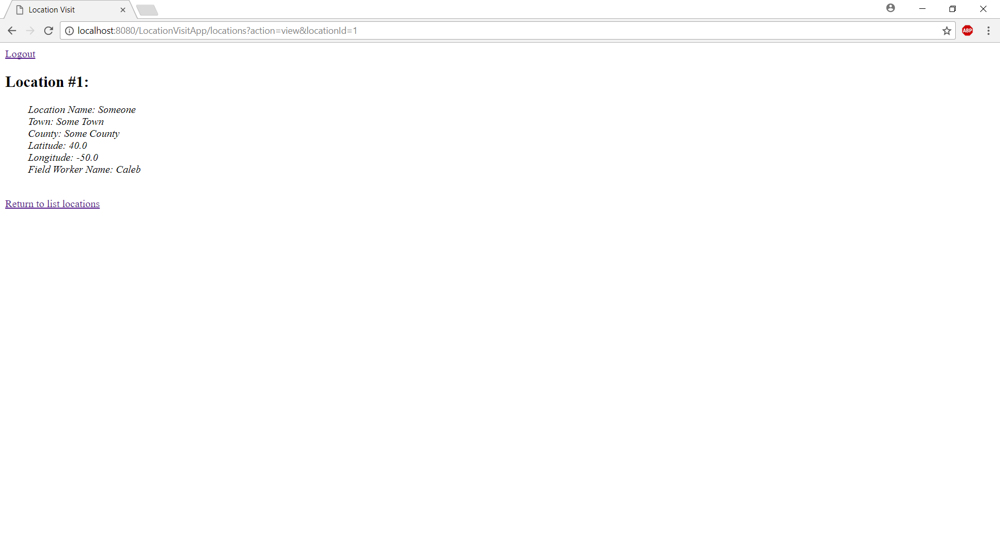 Location Visit
localhost:8080/LocationVisitApp/locations?action=view&locationId=1
ABP
Logout
Location #1:
Location Name: Someone
Town: Some Town
County: Some County
Latitude: 40.0
Longitude: -50.0
Field Worker Name: Caleb
Return to list locations